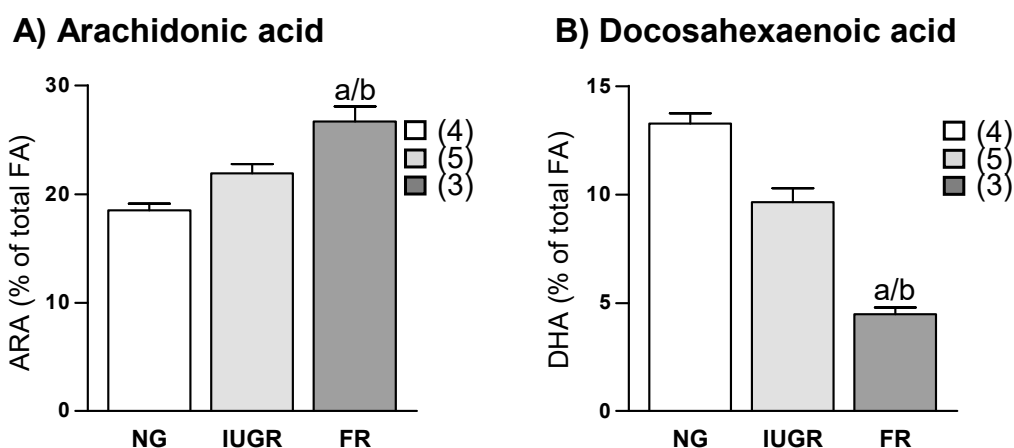 A) Arachidonic acid
ARA (% of total FA)
30
20
10
0
a/b
(4)
(5)
(3)
NG IUGR FR
B) Docosahexaenoic acid
DHA (% of total FA)
15
10
5
0
a/b
(4)
(5)
(3)
NG IUGR FR